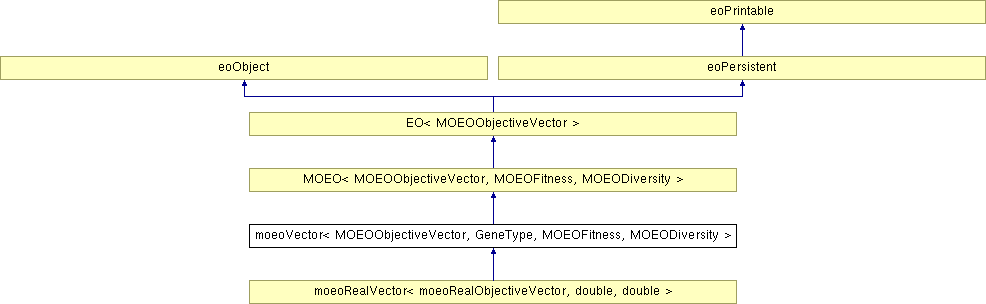 eoPrintable
eoObject
eoPersistent
EO< MOEOObjectiveVector >
MOEO< MOEOObjectiveVector, MOEOFitness, MOEODiversity >
moeoVector< MOEOObjectiveVector, GeneType, MOEOFitness, MOEODiversity >
moeoRealVector< moeoRealObjectiveVector, double, double >